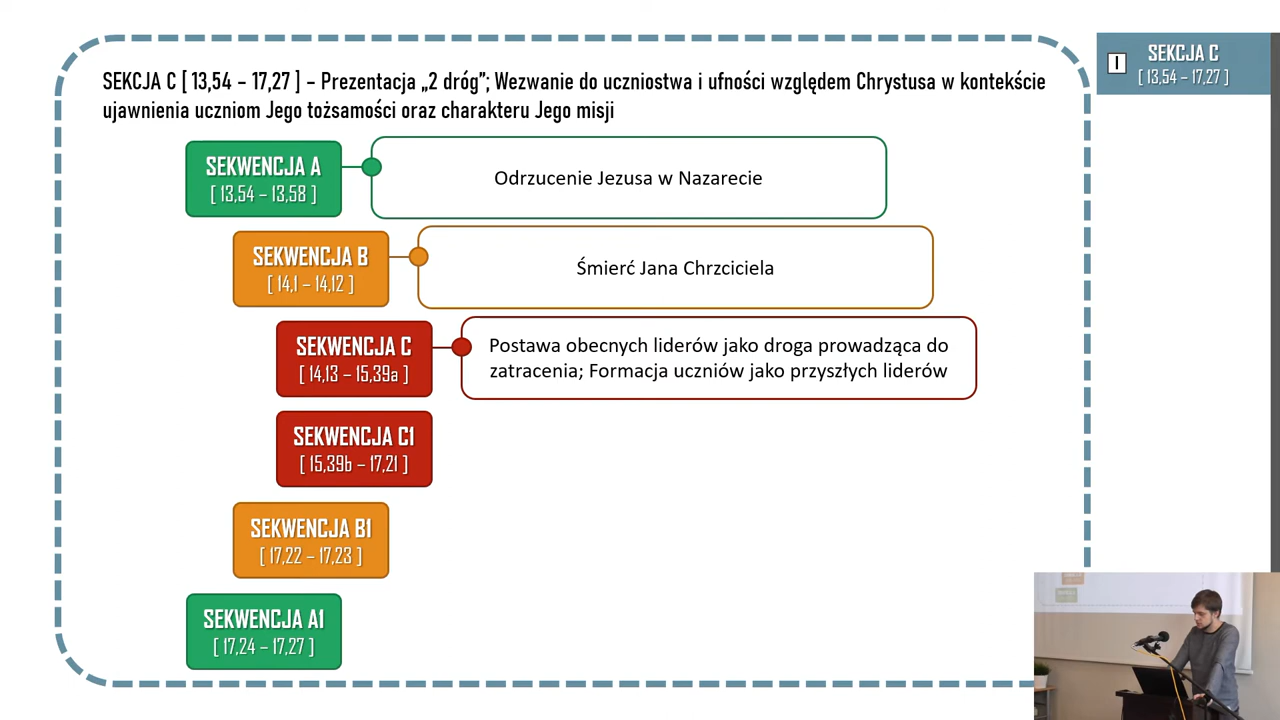 SEKCJA C [ 13,54 – 17,27 ] – Prezentacja „2 dróg”; Wezwanie do uczniostwa i ufności względem Chrystusa w kontekście
ujawnienia uczniom Jego tożsamości oraz charakteru Jego misji
I
SEKCJA C
[ 13,54 – 17,27 ]
SEKWENCJA A
[ 13,54 – 13,58 ]
Odrzucenie Jezusa w Nazarecie
SEKWENCJA B
[ 14,1 – 14,12 ]
Śmierć Jana Chrzciciela
SEKWENCJA C
[ 14,13 – 15,39a ]
Postawa obecnych liderów jako droga prowadząca do
zatracenia; Formacja uczniów jako przyszłych liderów
SEKWENCJA C1
[ 15,39b – 17,21 ]
SEKWENCJA B1
[ 17,22 – 17,23 ]
SEKWENCJA A1
[ 17,24 – 17,27 ]